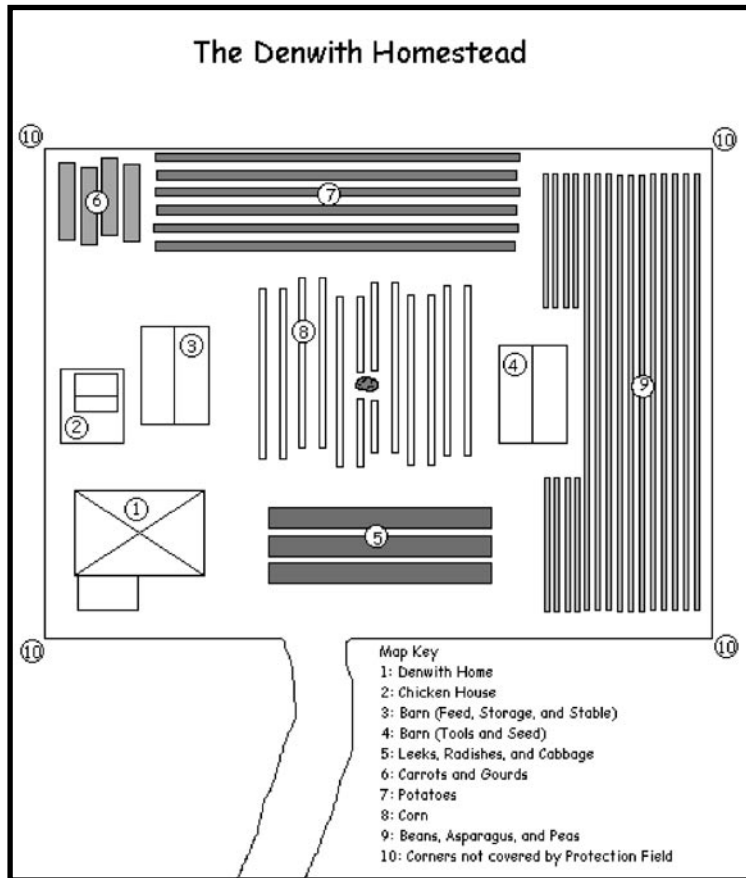 The Denwith Homestead
10
10
7
6
8
3
4
9
2
1
5
10
10
Map Key
1: Denwith Home
2: Chicken House
3: Barn (Feed, Storage, and Stable)
4: Barn (Tools and Seed)
5: Leeks, Radishes, and Cabbage
6: Carrots and Gourds
7: Potatoes
8: Corn
9: Beans, Asparagus, and Peas
10: Corners not covered by Protection Field